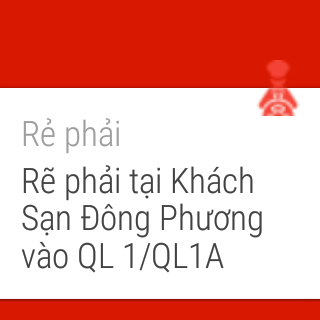 Rẻ phải
Rẽ phải tại Khách
Sạn Đông Phương
vào QL 1/QL1A